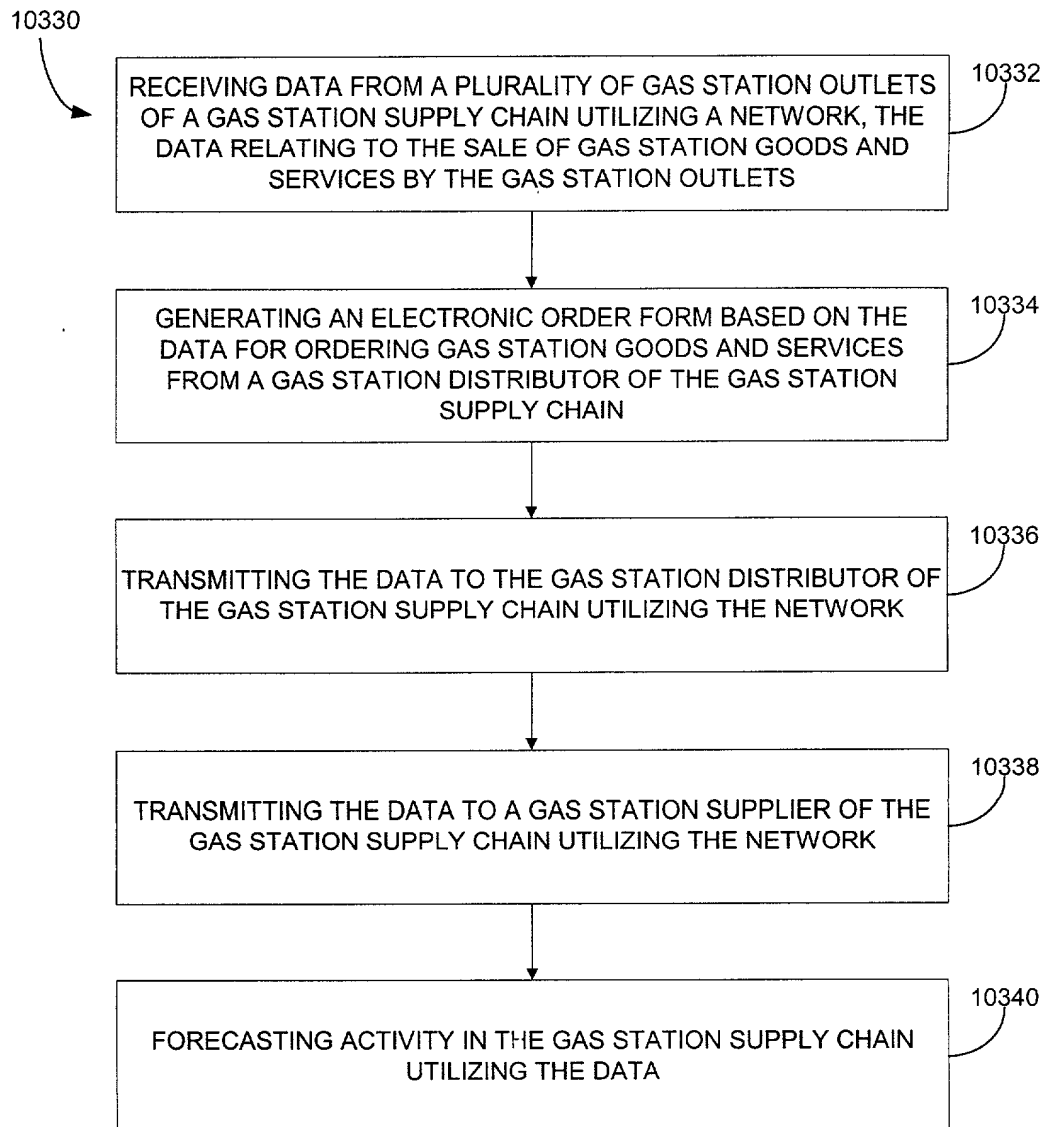 10330
RECEIVING DATA FROM A PLURALITY OF GAS STATION OUTLETS
OF A GAS STATION SUPPLY CHAIN UTILIZING A NETWORK, THE
DATA RELATING TO THE SALE OF GAS STATION GOODS AND
SERVICES BY THE GAS STATION OUTLETS
10332
GENERATING AN ELECTRONIC ORDER FORM BASED ON THE
DATA FOR ORDERING GAS STATION GOODS AND SERVICES
FROM A GAS STATION DISTRIBUTOR OF THE GAS STATION
SUPPLY CHAIN
10334
TRANSMITTING THE DATA TO THE GAS STATION DISTRIBUTOR OF
THE GAS STATION SUPPLY CHAIN UTILIZING THE NETWORK
10336
TRANSMITTING THE DATA TO A GAS STATION SUPPLIER OF THE
GAS STATION SUPPLY CHAIN UTILIZING THE NETWORK
10338
FORECASTING ACTIVITY IN THE GAS STATION SUPPLY CHAIN
UTILIZING THE DATA
10340